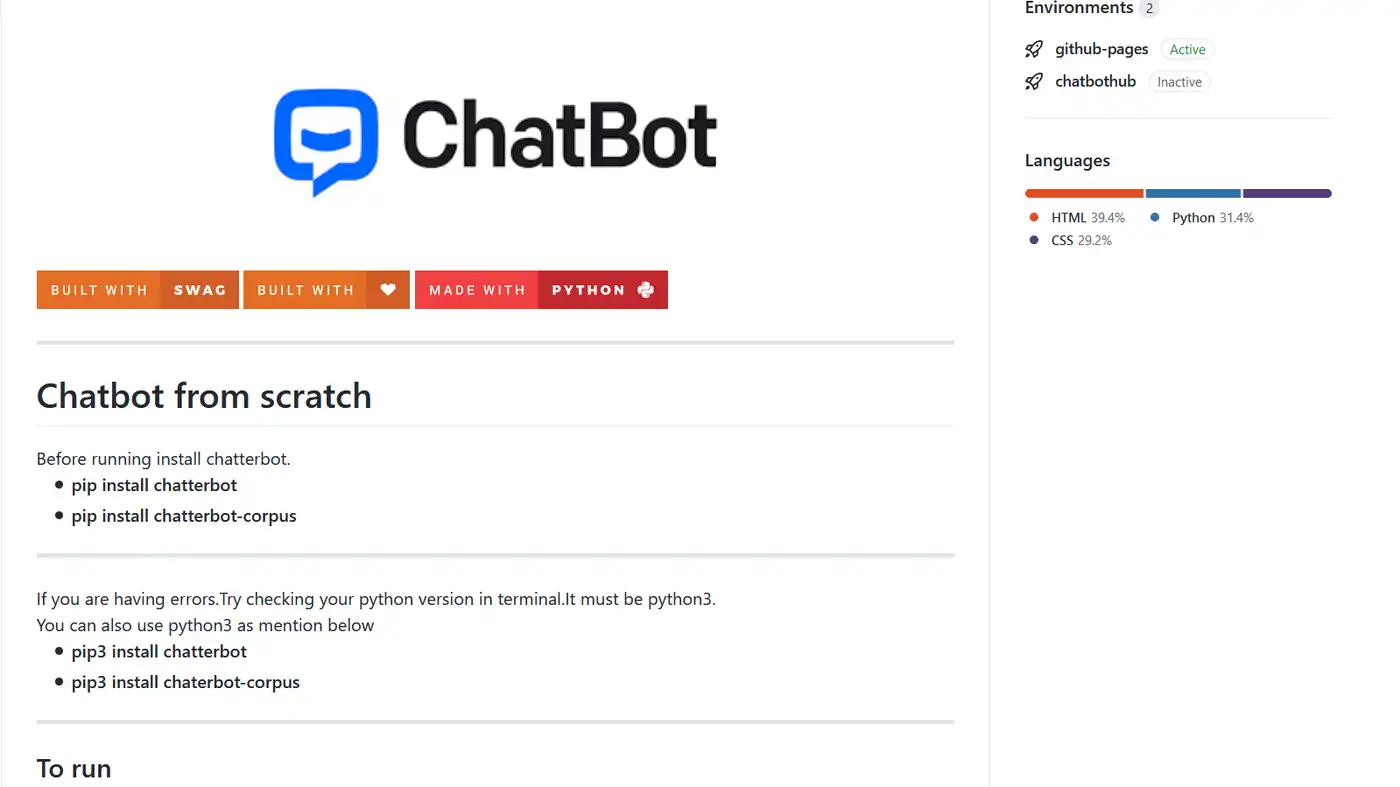 ChatBot
BUILT WITH SWAG BUILT WITH MADE WITH PYTHON
Chatbot from scratch
Before running install chatterbot.
pip install chatterbot
pip install chatterbot-corpus
If you are having errors.Try checking your python version in terminal.It must be python3.
You can also use python3 as mention below
pip3 install chatterbot
pip3 install chaterbot-corpus
To run
Environments 2
github-pages Active
chatbothub Inactive
Languages
HTML 39.4% Python 31.4%
CSS 29.2%